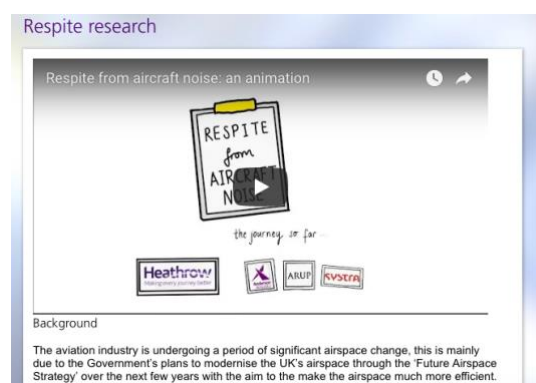 Respite research
Respite from aircraft noise: an animation
RESPITE
from
AIRCRAFT
NOISE
the journey so far...
Heathrow
Making every journey better
ARUP
SYSTRA
Background
The aviation industry is undergoing a period of significant airspace change, this is mainly
due to the Government's plans to modernise the UK's airspace through the 'Future Airspace
Strategy' over the next few years with the aim to the make the airspace much more efficient.